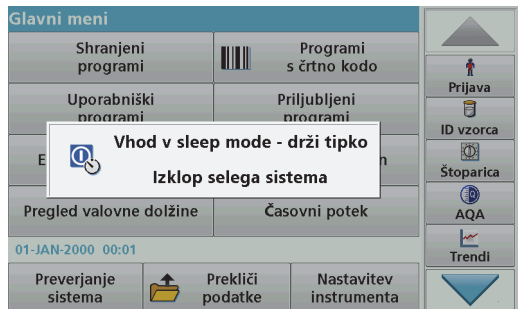 Glavni meni
Shranjeni
programi
Programi
s črtno kodo
Uporabniški
programi
Priljubljeni
programi
Vhod v sleep mode - drži tipko
Izklop selega sistema
E
n
Pregled valovne dolžine
Časovni potek
01-JAN-2000 00:01
Preverjanje
sistema
Prekliči
podatke
Nastavitev
instrumenta
Prijava
ID vzorca
Štoparica
AQA
Trendi